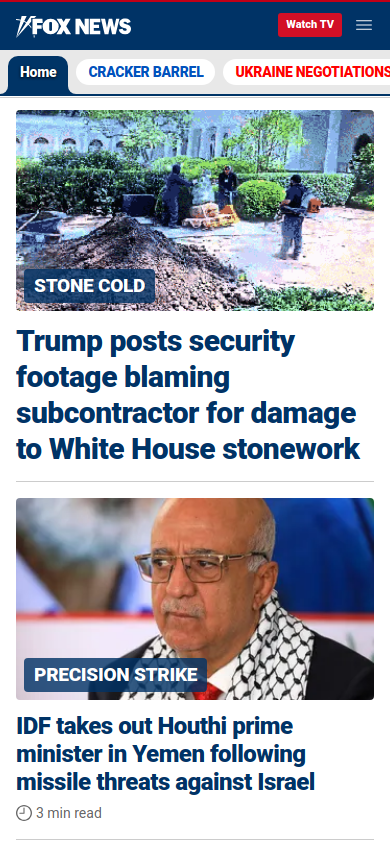 FOX NEWS
Watch TV
Home
CRACKER BARREL
UKRAINE NEGOTIATIONS
STONE COLD
Trump posts security
footage blaming
subcontractor for damage
to White House stonework
PRECISION STRIKE
IDF takes out Houthi prime
minister in Yemen following
missile threats against Israel
3 min read